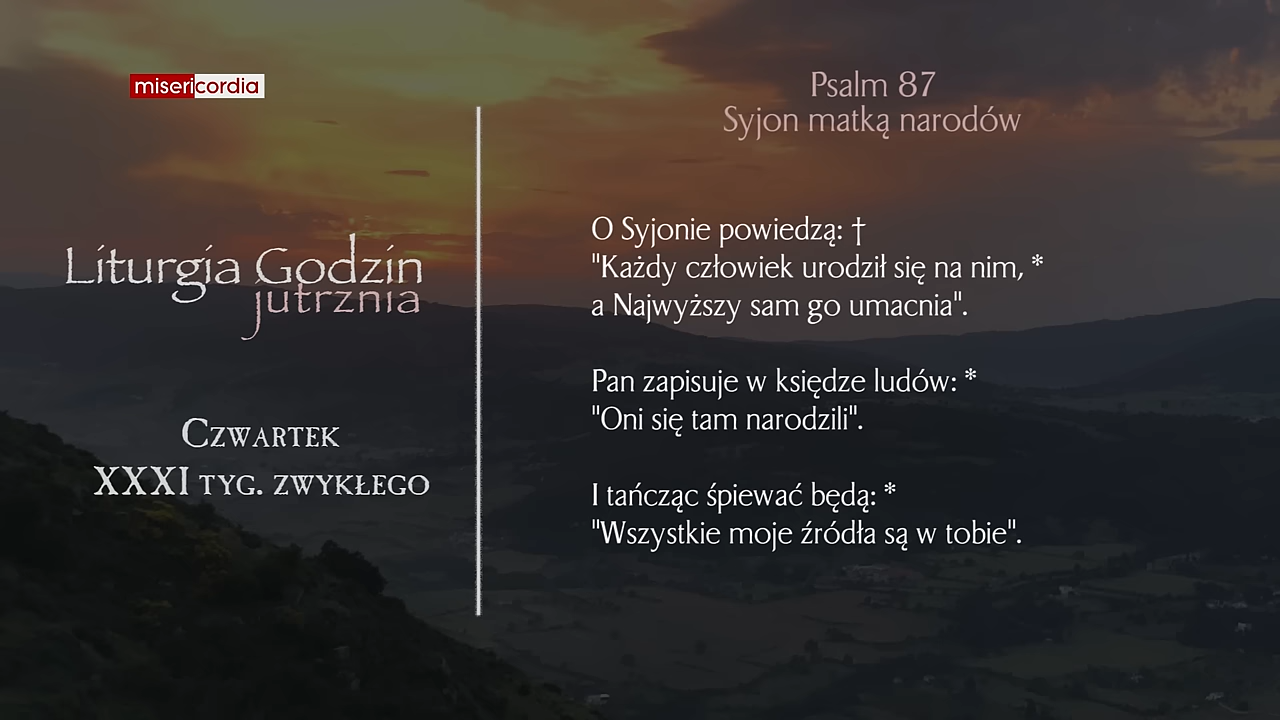 misericordia
Liturgia Godzin
jutrznia
Czwartek
XXXI tyg. zwykłego
Psalm 87
Syjon matką narodów
O Syjonie powiedzą: †
"Każdy człowiek urodził się na nim, *
a Najwyższy sam go umacnia".
Pan zapisuje w księdze ludów: *
"Oni się tam narodzili".
I tańcząc śpiewać będą: *
"Wszystkie moje źródła są w tobie".